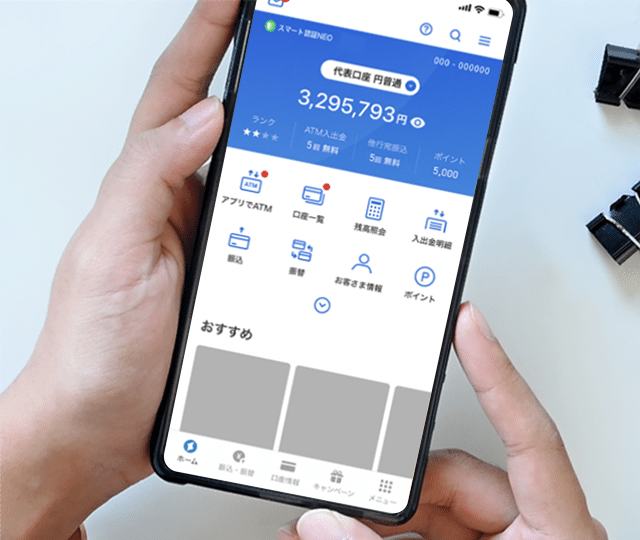 スマート認証NEO
000 - 000000
代表口座 円普通
3,295,793円
ランク
ATM入出金
5回 無料
他行宛振込
5回 無料
ポイント
5,000
ATM
アプリでATM
口座一覧
残高照会
入出金明細
振込
振替
お客さま情報
P
ポイント
おすすめ
ホーム
振込・振替
口座情報
キャンペーン
メニュー